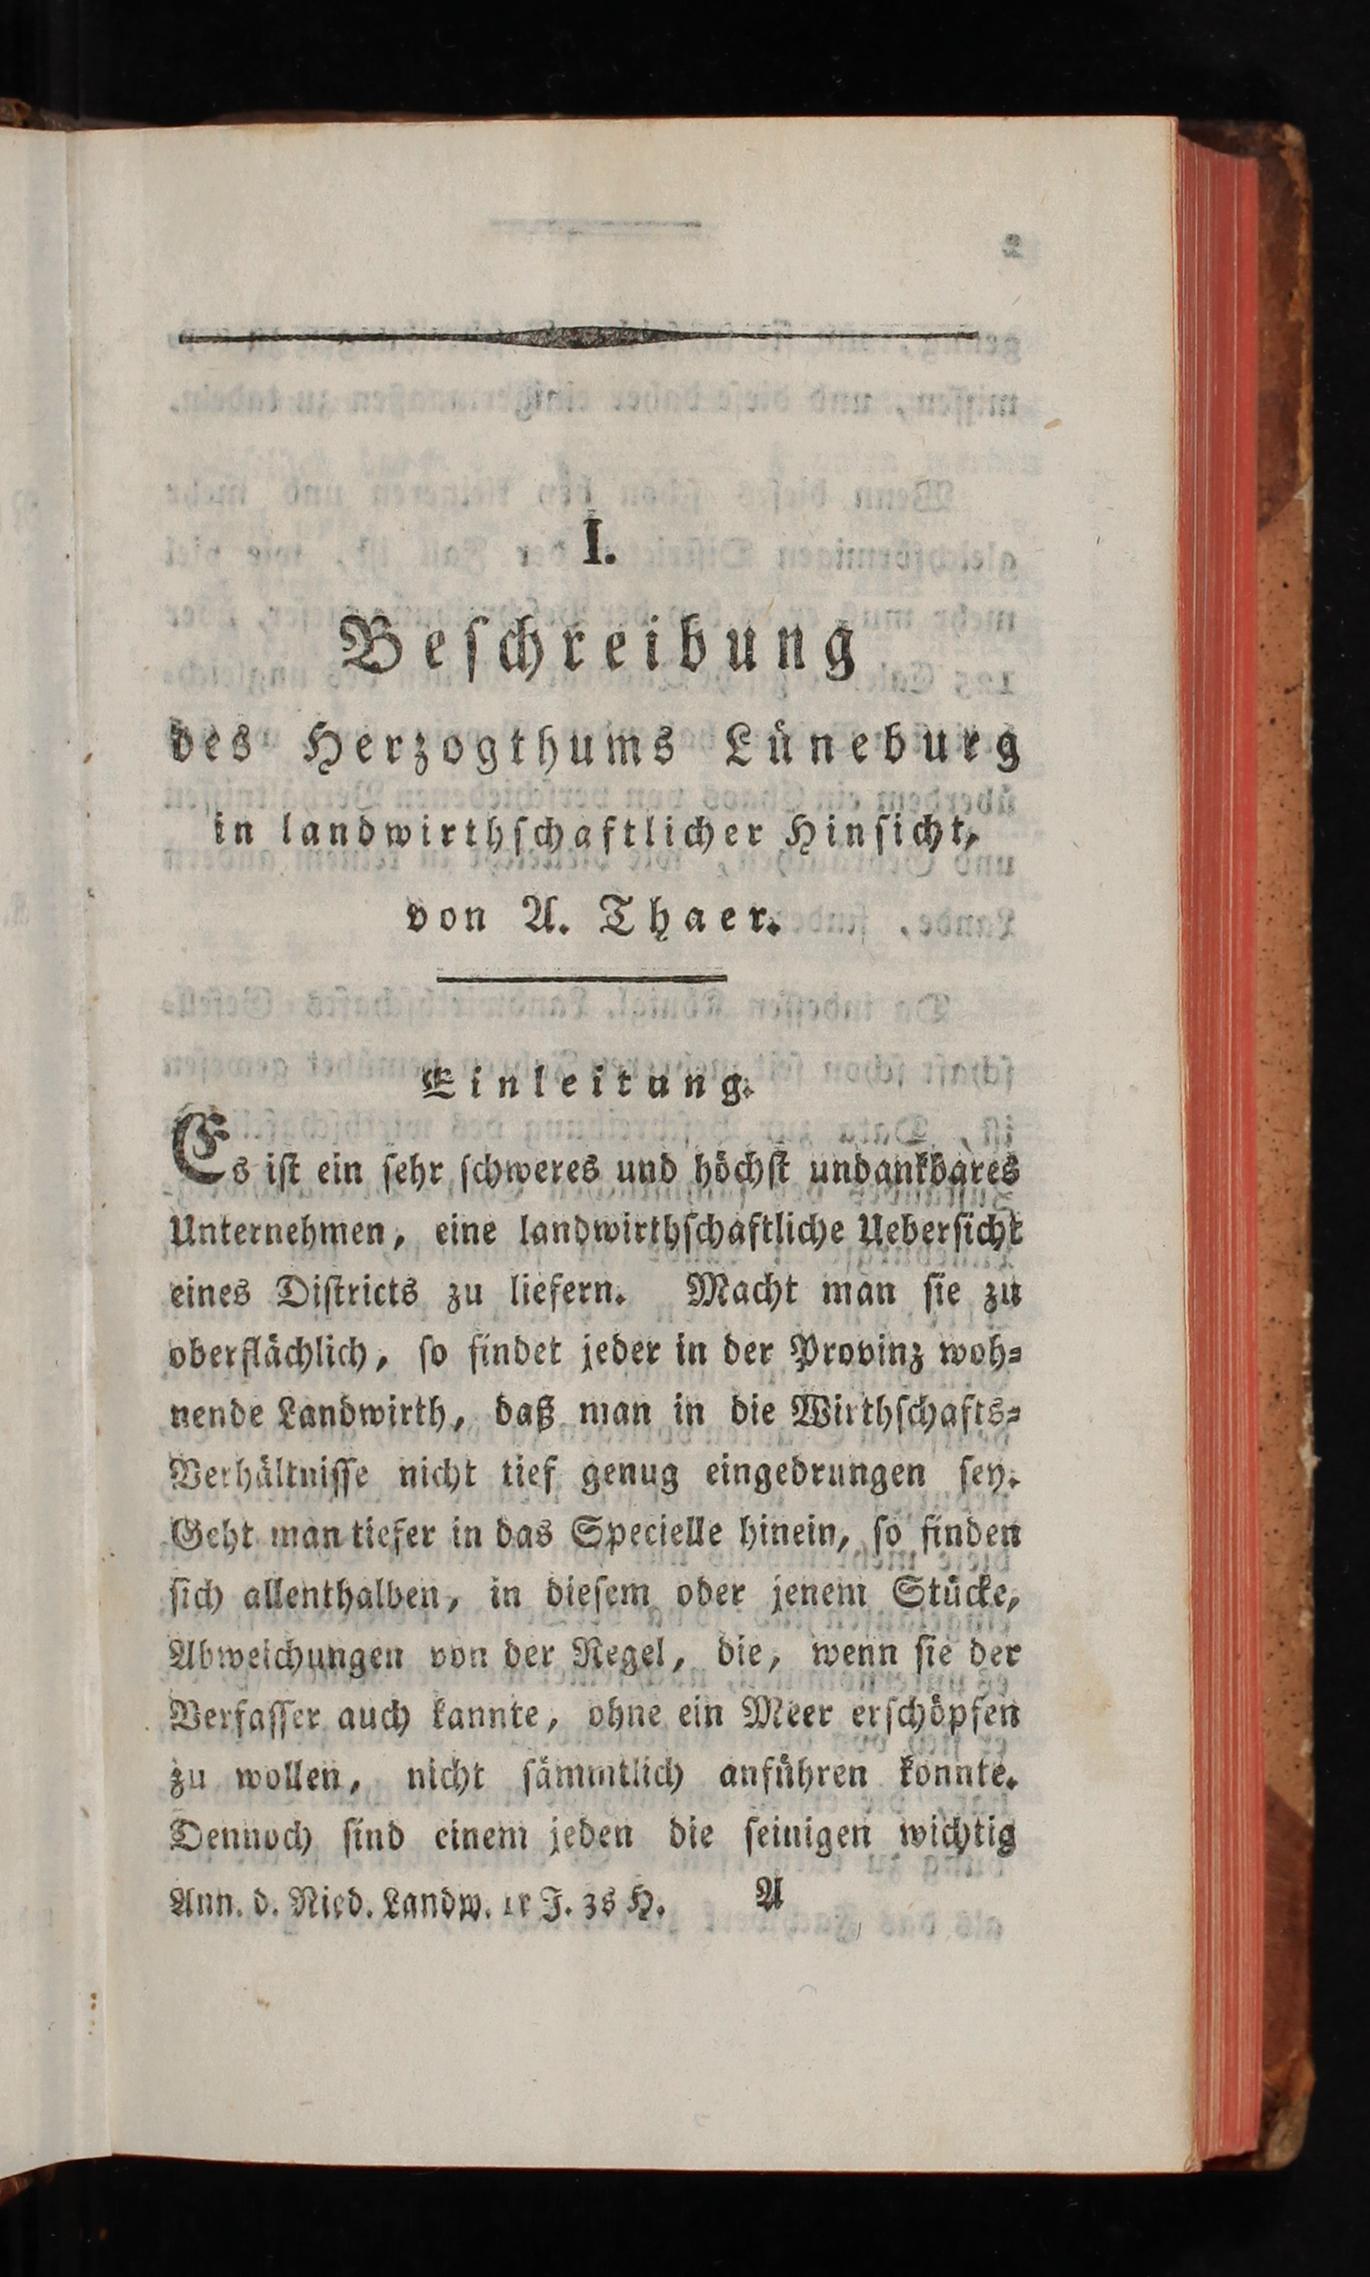 I.
Beschreibung
des Herzogthums Lüneburg
in landwirthschaftlicher Hinsicht,
von A. Thaer.
Einleitung.
Es ist ein sehr schweres und höchst undankbares
Unternehmen, eine landwirthschaftliche Uebersicht
eines Districts zu liefern. Macht man sie zu
oberflächlich, so findet jeder in der Provinz woh-
nende Landwirth, daß man in die Wirthschafts-
Verhältnisse nicht tief genug eingedrungen sey.
Geht man tiefer in das Specielle hinein, so finden
sich allenthalben, in diesem oder jenem Stücke,
Abweichungen von der Regel, die, wenn sie der
Verfasser auch kannte, ohne ein Meer erschöpfen
zu wollen, nicht sämmtlich anführen konnte.
Dennoch sind einem jeden die seinigen wichtig
Ann. d. Nied. Landw. 1r J. 3s H. A